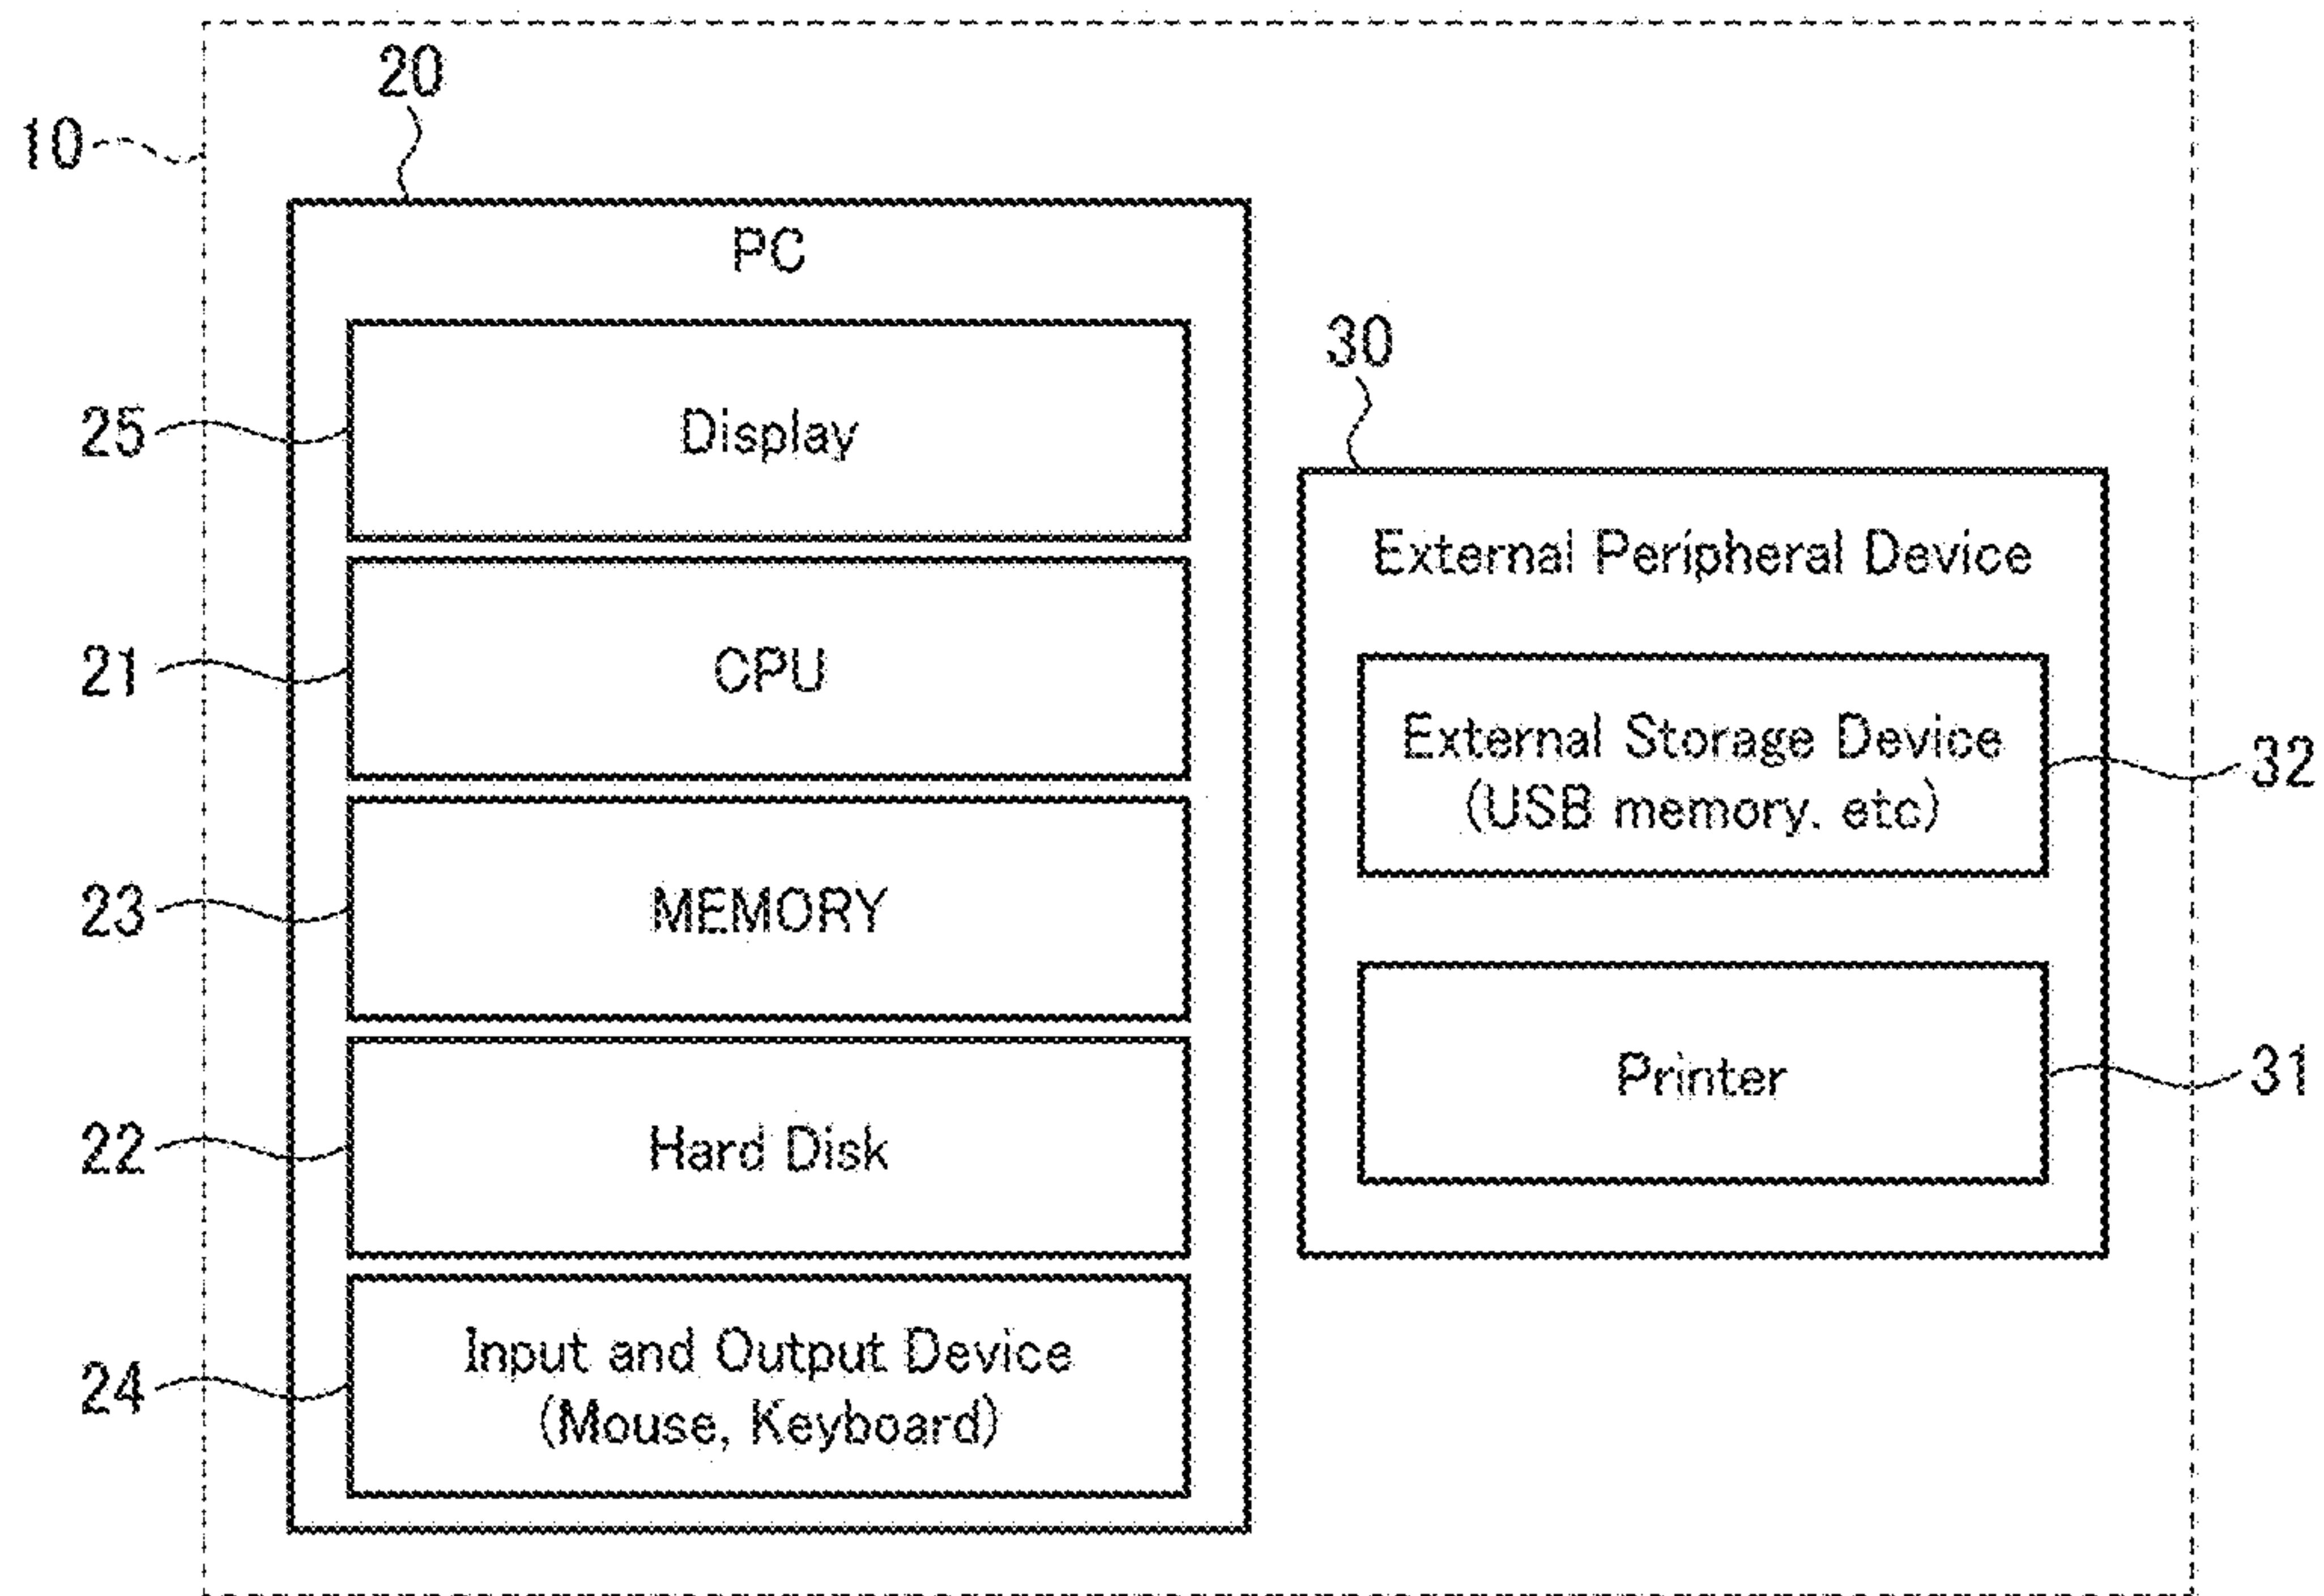 20
10
PC
30
25
Display
External Peripheral Device
21
CPU
External Storage Device
(USB memory. etc)
32
23
MEMORY
Printer
31
22
Hard Disk
24
Input and Output Device
(Mouse, Keyboard)